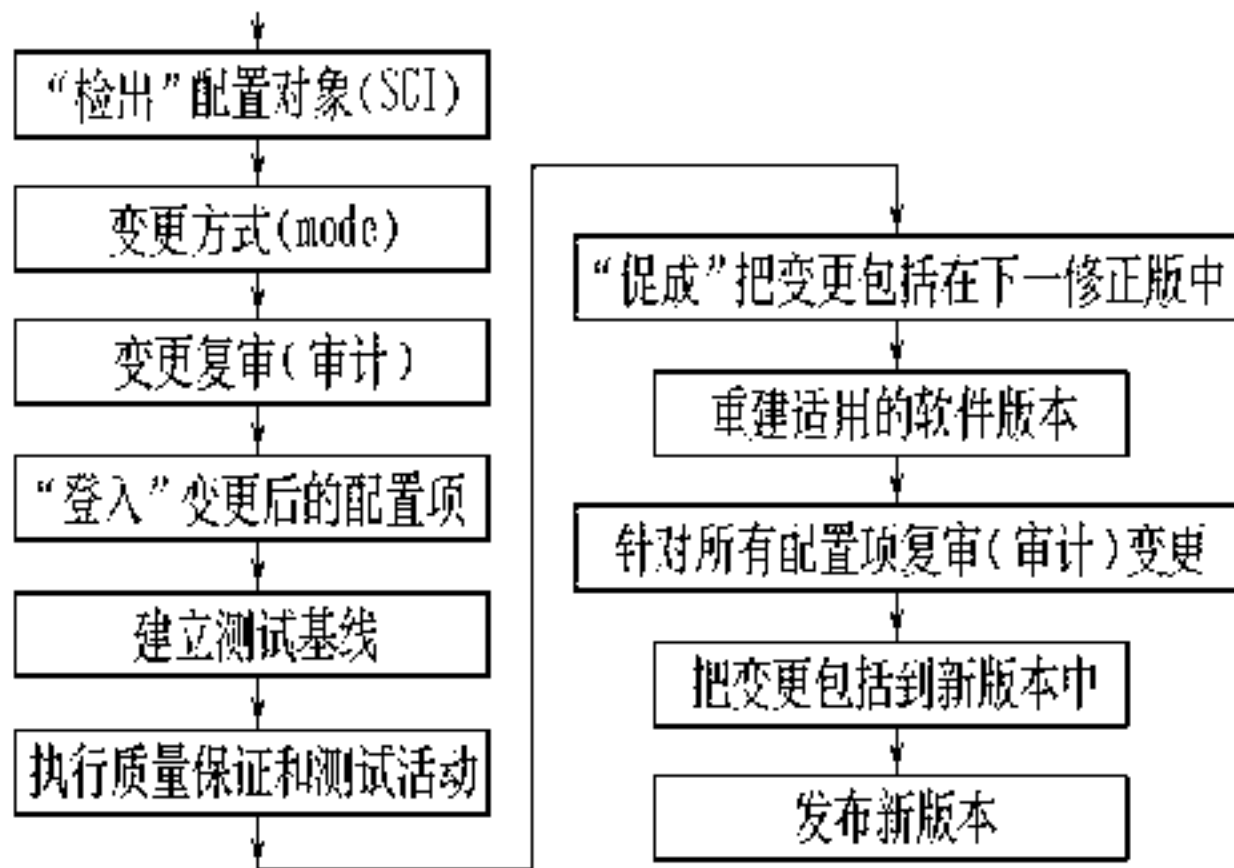 “检出”配置对象(SCI)
变更方式(mode)
变更复审(审计)
“登入”变更后的配置项
建立测试基线
执行质量保证和测试活动
“促成”把变更包括在下一修正版中
重建适用的软件版本
针对所有配置项复审(审计)变更
把变更包括到新版本中
发布新版本